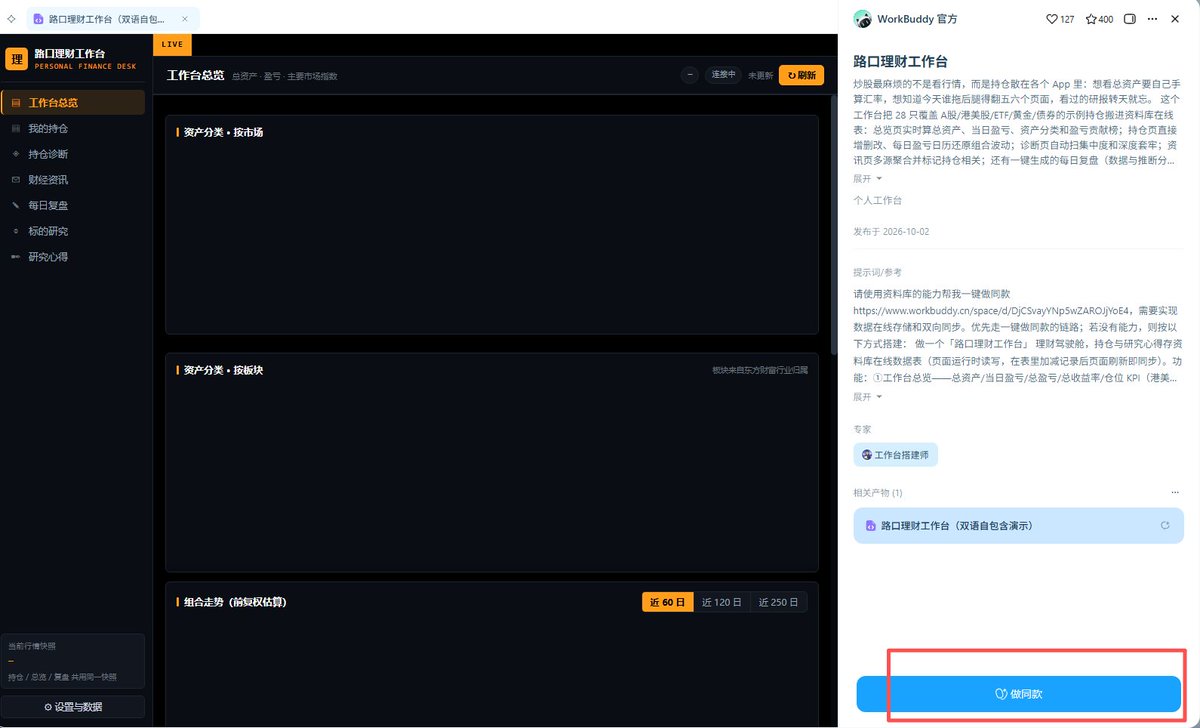 路口理财工作台（双语自包...
理
路口理财工作台
PERSONAL FINANCE DESK
工作台总览
我的持仓
持仓诊断
财经资讯
每日复盘
标的研究
研究心得
当前行情快照
–
持仓 / 总览 / 复盘 共用同一快照
设置与数据
LIVE
工作台总览 总资产 · 盈亏 · 主要市场指数
– 连接中 未更新 ↻ 刷新
资产分类 • 按市场
资产分类 • 按板块 板块来自东方财富行业归属
组合走势（前复权估算） 近 60 日 近 120 日 近 250 日
WorkBuddy 官方 127 400
路口理财工作台
炒股最麻烦的不是看行情，而是持仓散在各个 App 里：想看总资产要自己手
算汇率，想知道今天谁拖后腿得翻五六个页面，看过的研报转天就忘。 这个
工作台把 28 只覆盖 A股/港美股/ETF/黄金/债券的示例持仓搬进资料库在线
表：总览页实时算总资产、当日盈亏、资产分类和盈亏贡献榜；持仓页直接
增删改、每日盈亏日历还原组合波动；诊断页自动扫集中度和深度套牢；资
讯页多源聚合并标记持仓相关；还有一键生成的每日复盘（数据与推断分...
展开
个人工作台
发布于 2026-10-02
提示词/参考
请使用资料库的能力帮我一键做同款
https://www.workbuddy.cn/space/d/DjCSvayYNp5wZAROJjYoE4，需要实现
数据在线存储和双向同步。优先走一键做同款的链路；若没有能力，则按以
下方式搭建： 做一个「路口理财工作台」 理财驾驶舱，持仓与研究心得存资
料库在线数据表（页面运行时读写，在表里加减记录后页面刷新即同步）。功
能：①工作台总览——总资产/当日盈亏/总盈亏/总收益率/仓位 KPI（港美...
展开
专家
工作台搭建师
相关产物 (1)
路口理财工作台（双语自包含演示）
做同款